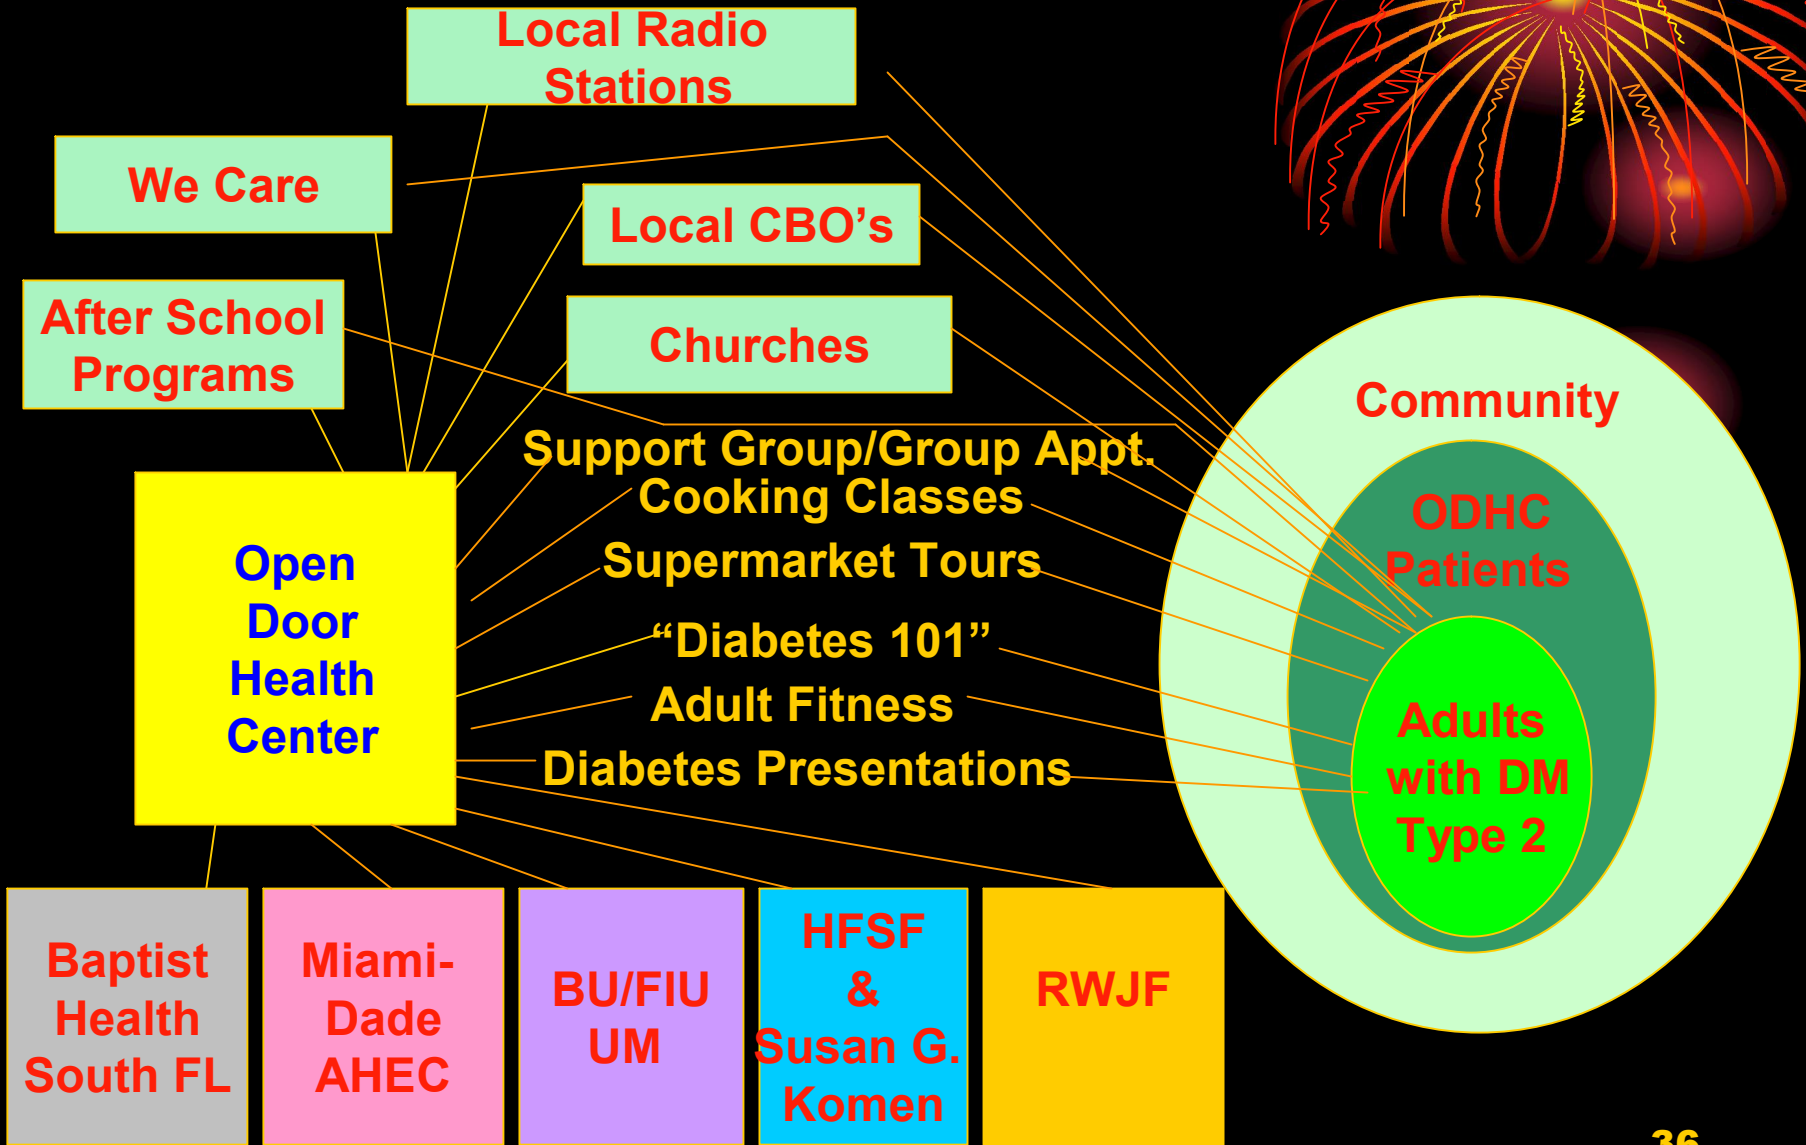 Local Radio
Stations
We Care
Local CBO’s
After School
Programs
Churches
Community
Support Group/Group Appt.
Cooking Classes
Supermarket Tours
“Diabetes 101”
Adult Fitness
Diabetes Presentations
Open
Door
Health
Center
ODHC
Patients
Adults
with DM
Type 2
Baptist
Health
South FL
Miami-
Dade
AHEC
BU/FIU
UM
HFSF
&
Susan G.
Komen
RWJF
36